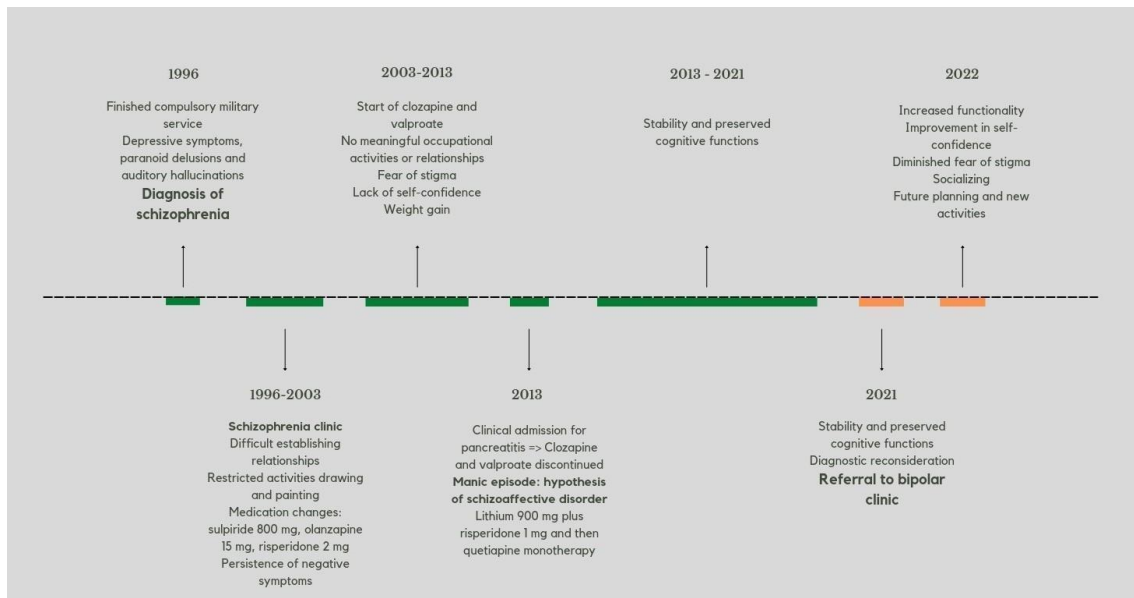 1996
Finished compulsory military
service
Depressive symptoms,
paranoid delusions and
auditory hallucinations
Diagnosis of
schizophrenia
2003-2013
Start of clozapine and
valproate
No meaningful occupational
activities or relationships
Fear of stigma
Lack of self-confidence
Weight gain
2013 - 2021
Stability and preserved
cognitive functions
2022
Increased functionality
Improvement in self-
confidence
Diminished fear of stigma
Socializing
Future planning and new
activities
1996-2003
Schizophrenia clinic
Difficult establishing
relationships
Restricted activities drawing
and painting
Medication changes:
sulpiride 800 mg, olanzapine
15 mg, risperidone 2 mg
Persistence of negative
symptoms
2013
Clinical admission for
pancreatitis => Clozapine
and valproate discontinued
Manic episode: hypothesis
of schizoaffective disorder
Lithium 900 mg plus
risperidone 1 mg and then
quetiapine monotherapy
2021
Stability and preserved
cognitive functions
Diagnostic reconsideration
Referral to bipolar
clinic